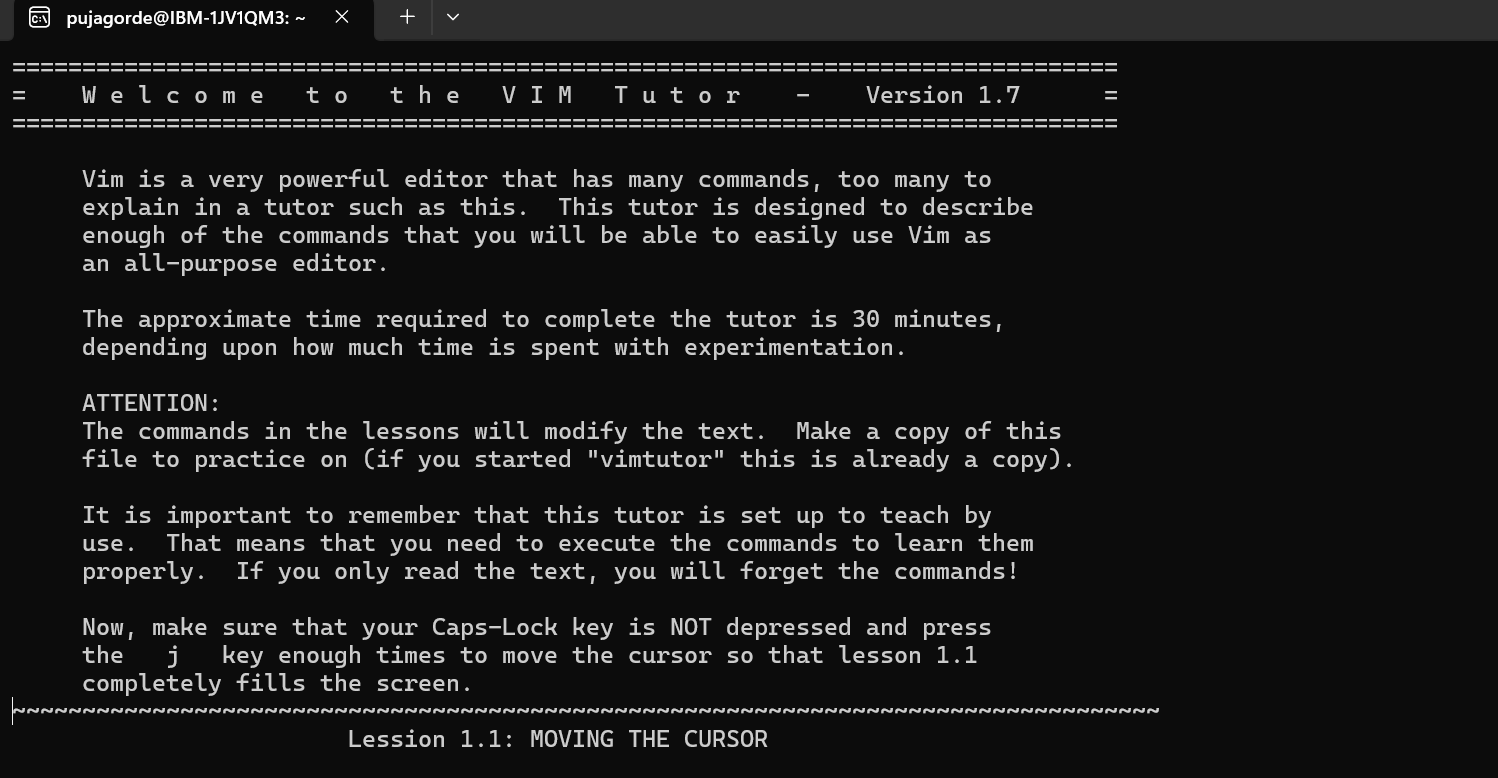 pujagorde@IBM-1JV1QM3: ~
===============================================================================
=    W e l c o m e   t o   t h e   V I M   T u t o r    -    Version 1.7      =
===============================================================================
Vim is a very powerful editor that has many commands, too many to
explain in a tutor such as this.  This tutor is designed to describe
enough of the commands that you will be able to easily use Vim as
an all-purpose editor.
The approximate time required to complete the tutor is 30 minutes,
depending upon how much time is spent with experimentation.
ATTENTION:
The commands in the lessons will modify the text.  Make a copy of this
file to practice on (if you started "vimtutor" this is already a copy).
It is important to remember that this tutor is set up to teach by
use.  That means that you need to execute the commands to learn them
properly.  If you only read the text, you will forget the commands!
Now, make sure that your Caps-Lock key is NOT depressed and press
the   j   key enough times to move the cursor so that lesson 1.1
completely fills the screen.
~~~~~~~~~~~~~~~~~~~~~~~~~~~~~~~~~~~~~~~~~~~~~~~~~~~~~~~~~~~~~~~~~~~~~~~~~~~~~~~~~~
Lession 1.1: MOVING THE CURSOR